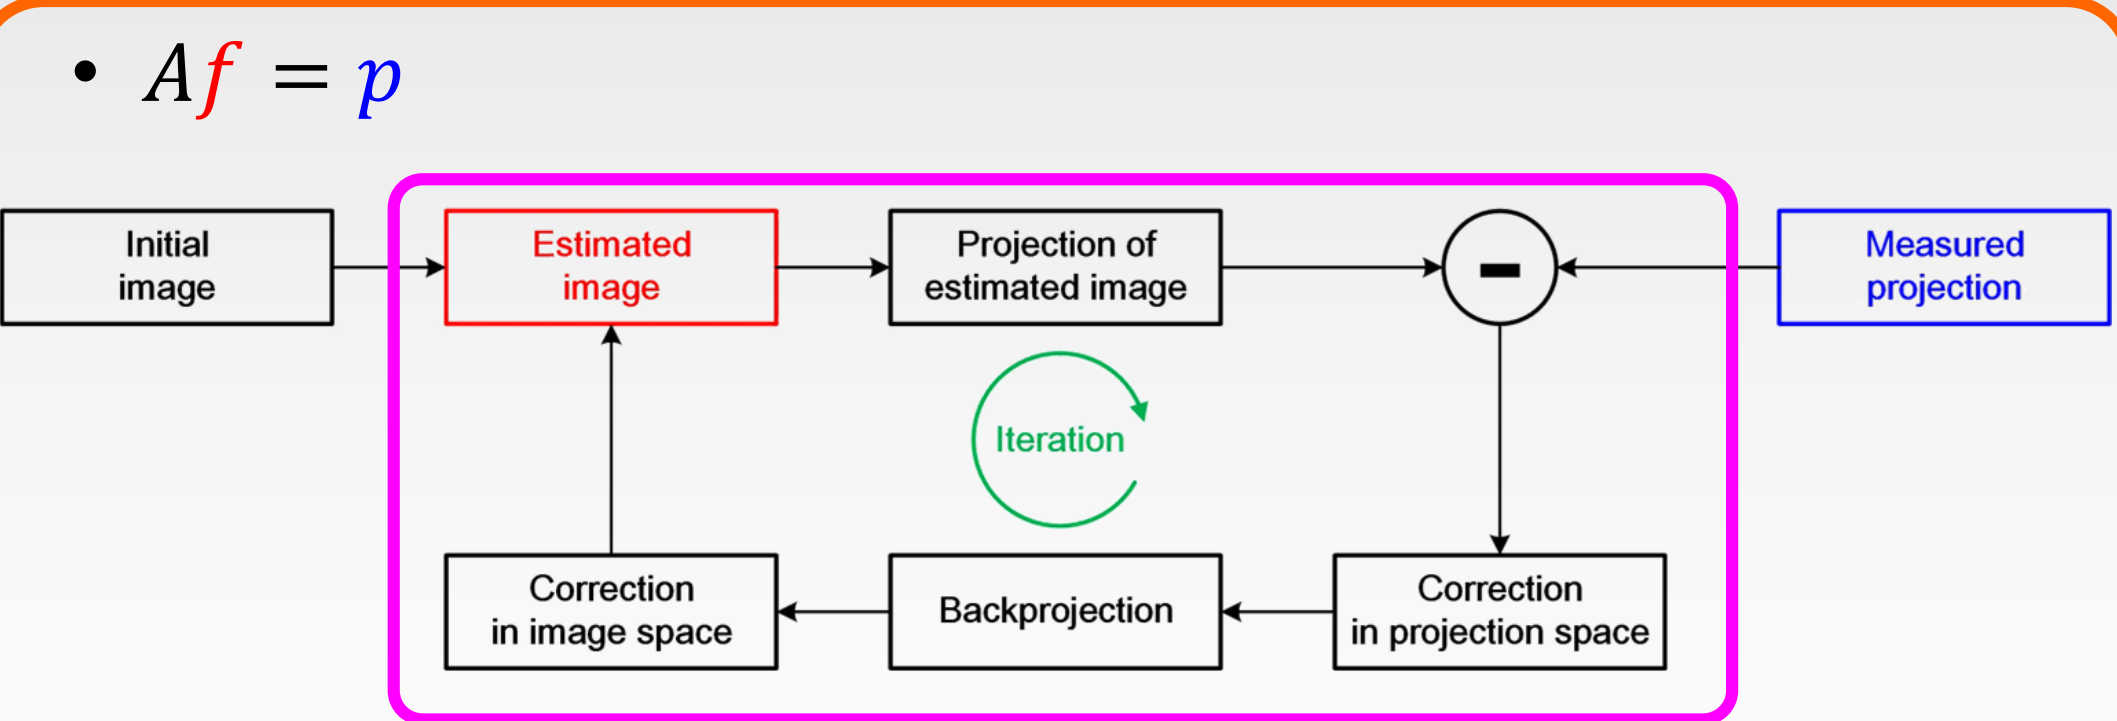 • Af = p
Initial
image
Estimated
image
Projection of
estimated image
-
Measured
projection
Iteration
Correction
in image space
Backprojection
Correction
in projection space